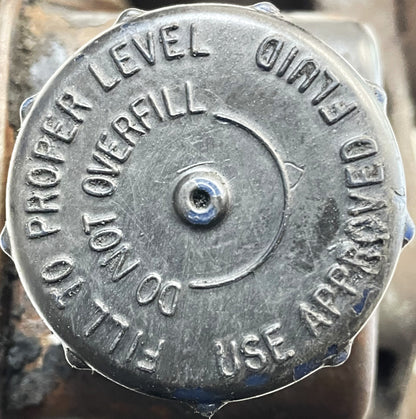 FILL TO PROPER LEVEL
DO NOT OVERFILL
USE APPROVED FLUID